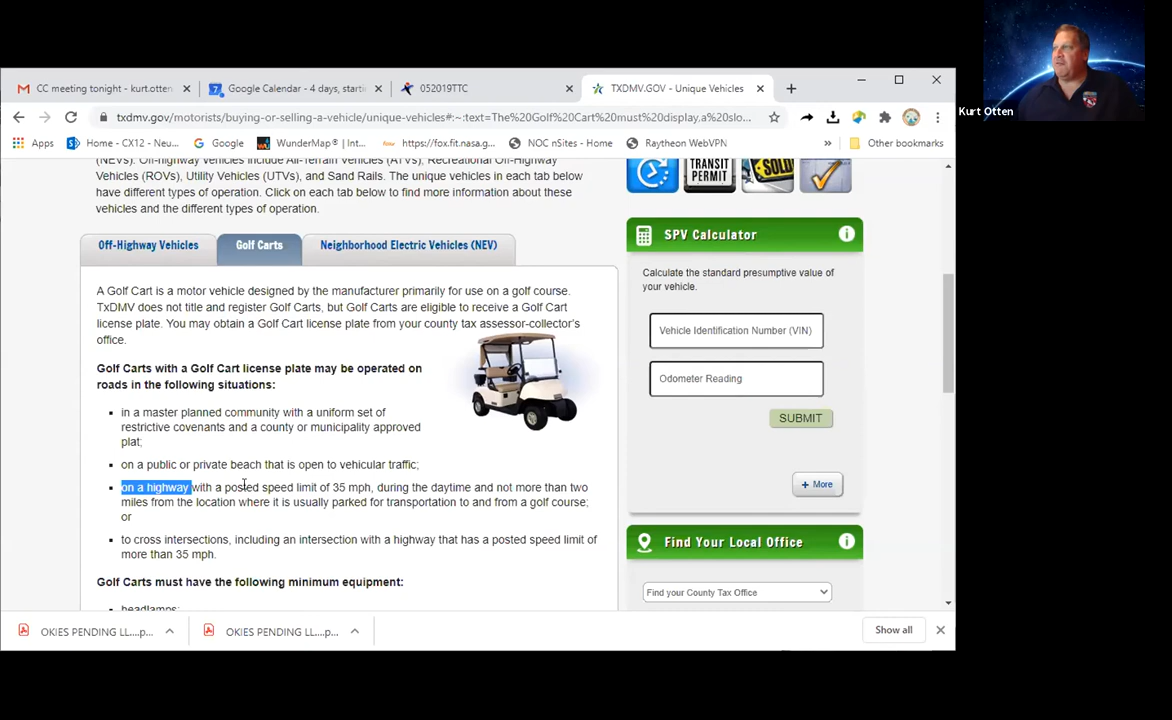 CC meeting tonight - kurt.otten
Google Calendar - 4 days, starti
052019TTC
TXDMV.GOV - Unique Vehicles
txdmv.gov/motorists/buying-or-selling-a-vehicle/unique-vehicles#:~:text=The%20Golf%20Cart%20must%20display,a%20slo...
Apps
Home - CX12 - Neu...
Google
WunderMap® | Int...
https://fox.fit.nasa.g...
NOC nSites - Home
Raytheon WebVPN
»
Other bookmarks
Kurt Otten
(NEVs). Off-highway Vehicles include All-Terrain Vehicles (ATVs), Recreational Off-Highway
Vehicles (ROVs), Utility Vehicles (UTVs), and Sand Rails. The unique vehicles in each tab below
have different types of operation. Click on each tab below to find more information about these
vehicles and the different types of operation.
TRANSIT
PERMIT
SOLD
Off-Highway Vehicles
Golf Carts
Neighborhood Electric Vehicles (NEV)
A Golf Cart is a motor vehicle designed by the manufacturer primarily for use on a golf course.
TxDMV does not title and register Golf Carts, but Golf Carts are eligible to receive a Golf Cart
license plate. You may obtain a Golf Cart license plate from your county tax assessor-collector's
office.
Golf Carts with a Golf Cart license plate may be operated on
roads in the following situations:
in a master planned community with a uniform set of
restrictive covenants and a county or municipality approved
plat;
on a public or private beach that is open to vehicular traffic;
on a highway with a posted speed limit of 35 mph, during the daytime and not more than two
miles from the location where it is usually parked for transportation to and from a golf course;
or
to cross intersections, including an intersection with a highway that has a posted speed limit of
more than 35 mph.
Golf Carts must have the following minimum equipment:
headlamps;
SPV Calculator
Calculate the standard presumptive value of
your vehicle.
Vehicle Identification Number (VIN)
Odometer Reading
SUBMIT
+ More
Find Your Local Office
Find your County Tax Office
OKIES PENDING LL....p...
OKIES PENDING LL....p...
Show all